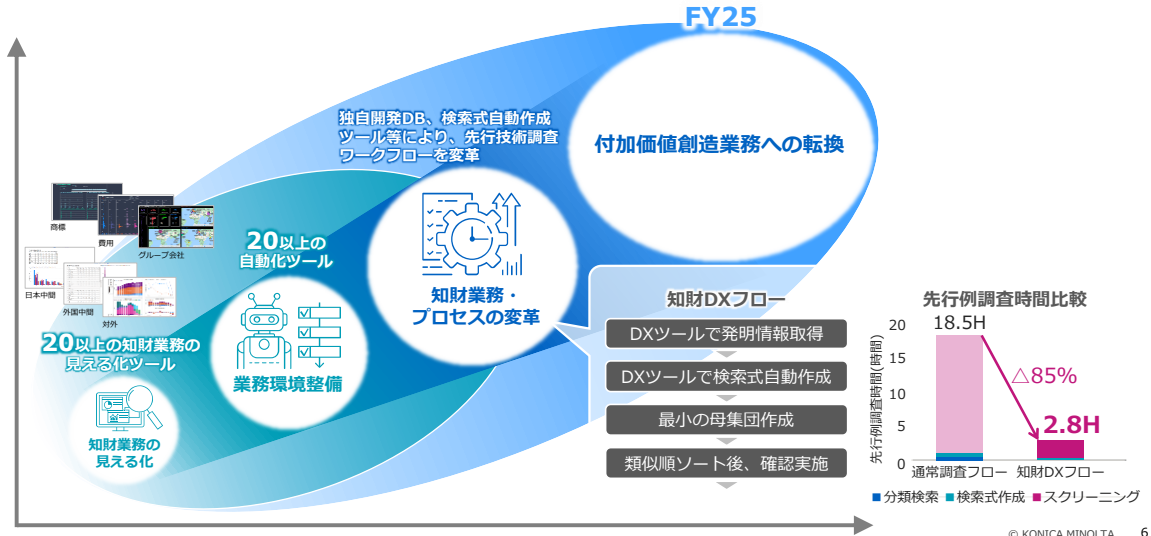 FY25
付加価値創造業務への転換
独自開発DB、検索式自動作成
ツール等により、先行技術調査
ワークフローを変革
知財業務・
プロセスの変革
20以上の
自動化ツール
業務環境整備
商標
費用
グループ会社
日本中間
外国中間
対外
20以上の知財業務の
見える化ツール
知財業務の
見える化
知財DXフロー
DXツールで発明情報取得
DXツールで検索式自動作成
最小の母集団作成
類似順ソート後、確認実施
先行例調査時間比較
先行例調査時間(時間)
20
15
10
5
0
18.5H
△85%
2.8H
通常調査フロー
知財DXフロー
分類検索
検索式作成
スクリーニング
© KONICA MINOLTA
6